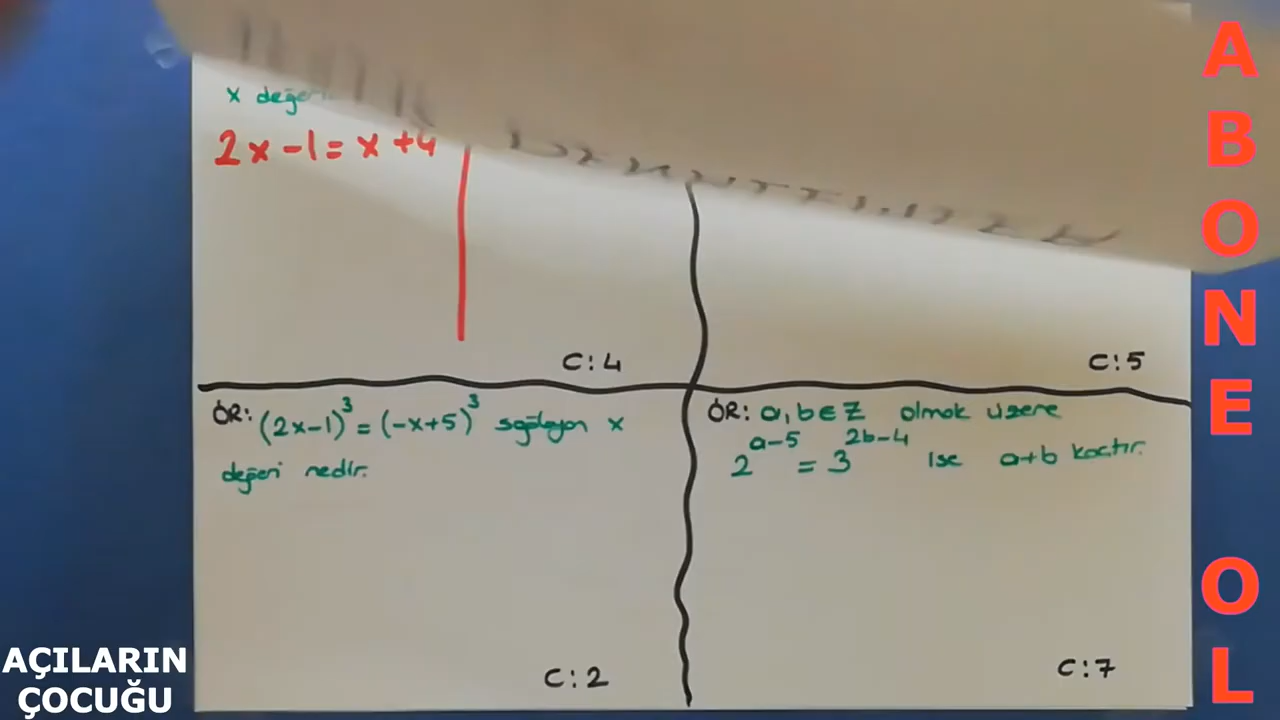 x değeri
2x-1=x+4
C:4
C:5
ÖR: (2x-1)³=(-x+5)³ sağlayan x
değeri nedir.
C:2
ÖR: a,b∈Z olmak üzere
2^(a-5) = 3^(2b-4) ise a+b kaçtır.
C:7
ABONE OL
AÇILARIN
ÇOCUĞU